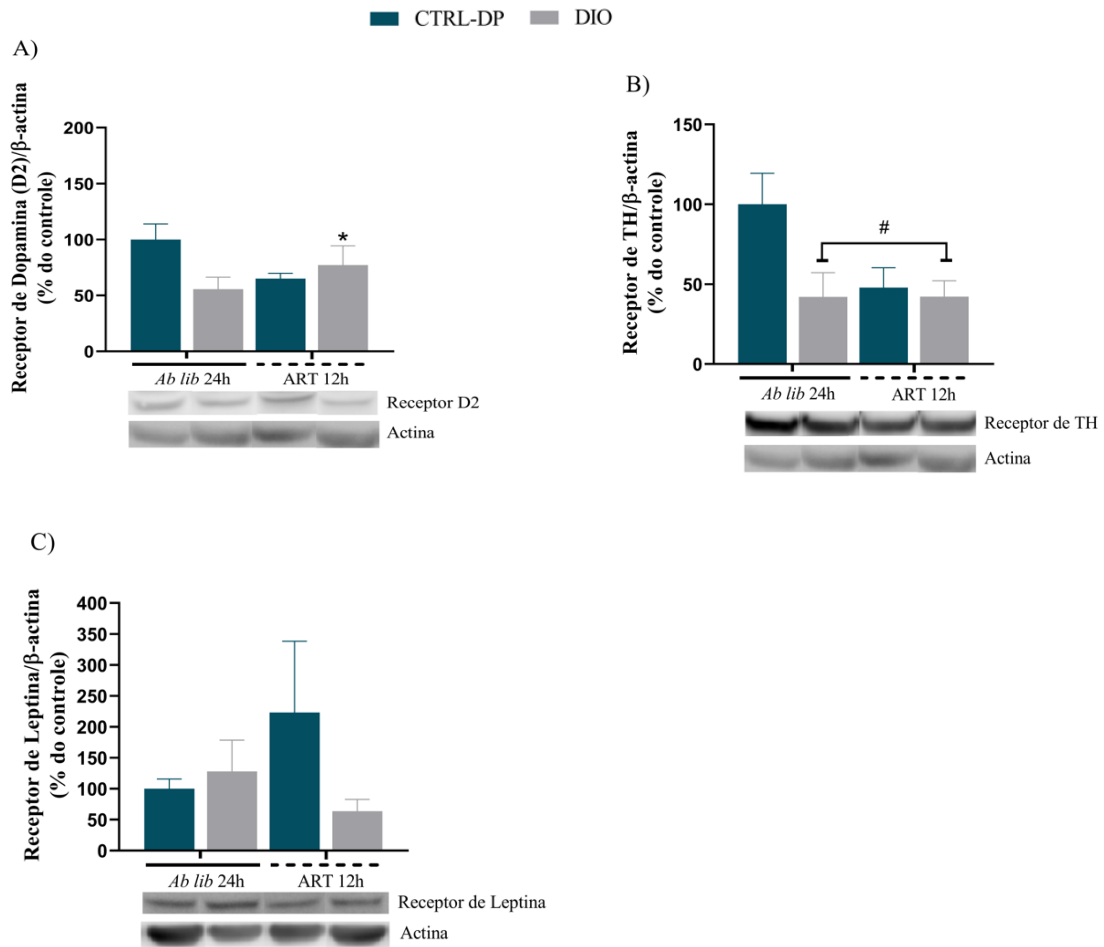 CTRL-DP DIO
A)
Receptor de Dopamina (D2)/β-actina
(% do controle)
200
150
100
50
0
*
Ab lib 24h ART 12h
Receptor D2
Actina
B)
Receptor de TH/β-actina
(% do controle)
150
100
50
0
#
Ab lib 24h ART 12h
Receptor de TH
Actina
C)
Receptor de Leptina/β-actina
(% do controle)
400
350
300
250
200
150
100
50
0
Ab lib 24h ART 12h
Receptor de Leptina
Actina